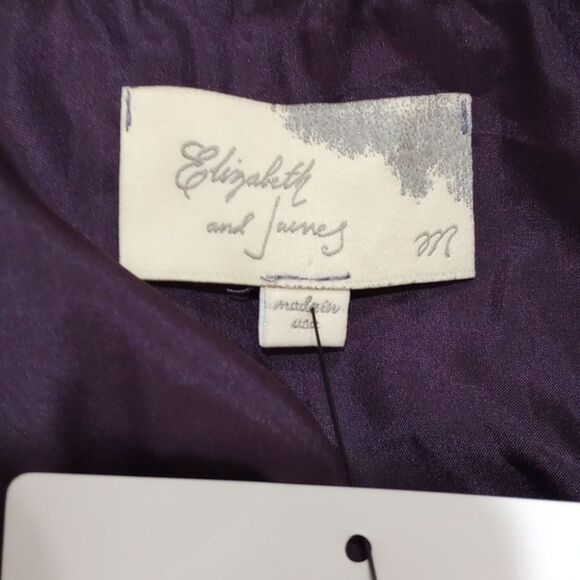 Elizabeth
and James
m
made in
usa